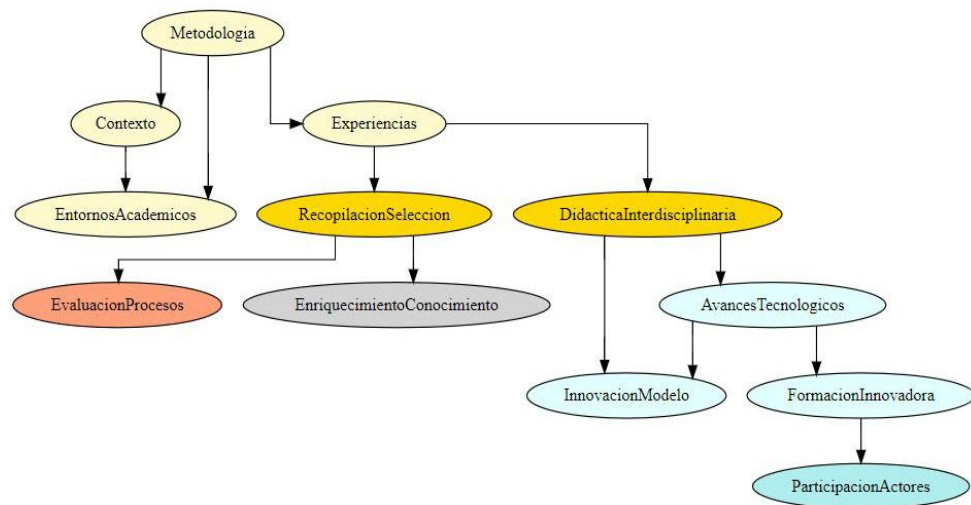 Metodologia
Contexto
Experiencias
EntornosAcademicos
RecopilacionSeleccion
DidacticaInterdisciplinaria
EvaluacionProcesos
EnriquecimientoConocimiento
AvancesTecnologicos
InnovacionModelo
FormacionInnovadora
ParticipacionActores